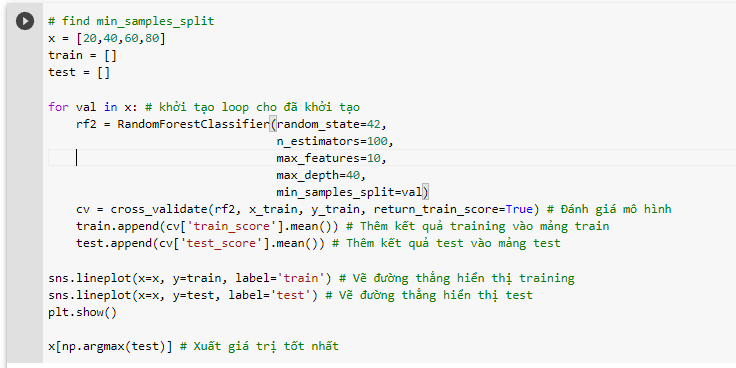 # find min_samples_split
x = [20,40,60,80]
train = []
test = []
for val in x: # khởi tạo loop cho đã khởi tạo
    rf2 = RandomForestClassifier(random_state=42,
                                 n_estimators=100,
                                 max_features=10,
                                 max_depth=40,
                                 min_samples_split=val)
    cv = cross_validate(rf2, x_train, y_train, return_train_score=True) # Đánh giá mô hình
    train.append(cv['train_score'].mean()) # Thêm kết quả training vào mảng train
    test.append(cv['test_score'].mean()) # Thêm kết quả test vào mảng test
sns.lineplot(x=x, y=train, label='train') # Vẽ đường thẳng hiển thị training
sns.lineplot(x=x, y=test, label='test') # Vẽ đường thẳng hiển thị test
plt.show()
x[np.argmax(test)] # Xuất giá trị tốt nhất